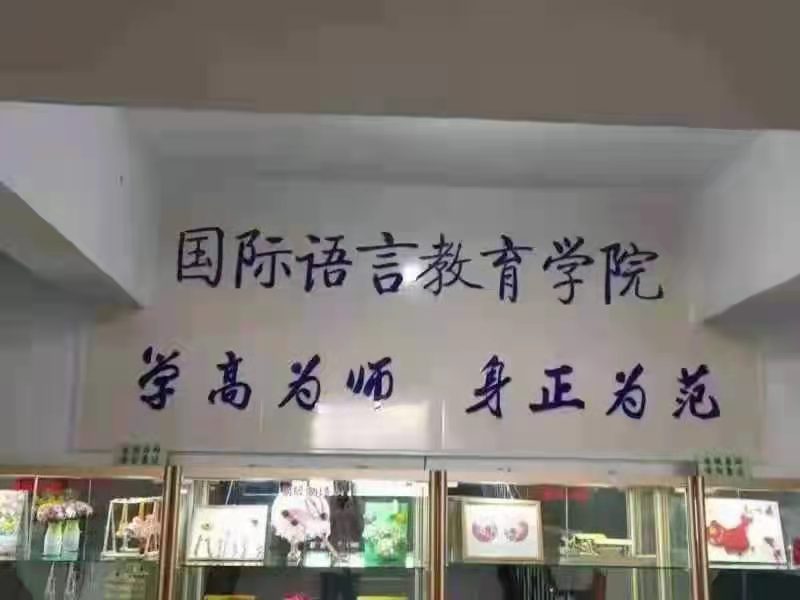 国际语言教育学院
学高为师 身正为范